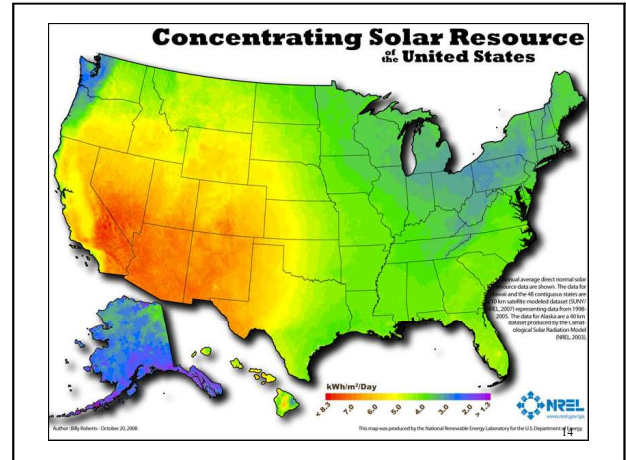 Concentrating Solar Resource
of the United States
Annual average direct normal solar
resource data are shown. The data for
Hawaii and the 48 contiguous states are
a 10 km satellite modeled dataset (SUNY/
NREL, 2007) representing data from 1998-
2005. The data for Alaska are a 40 km
dataset produced by the Climat-
ological Solar Radiation Model
(NREL, 2003).
kWh/m²/Day
< 8.3 7.0 6.0 5.0 4.0 3.0 2.0 > 1.3
NREL
www.nrel.gov/gis
Author : Billy Roberts - October 20, 2008
This map was produced by the National Renewable Energy Laboratory for the U.S. Department of Energy.
14